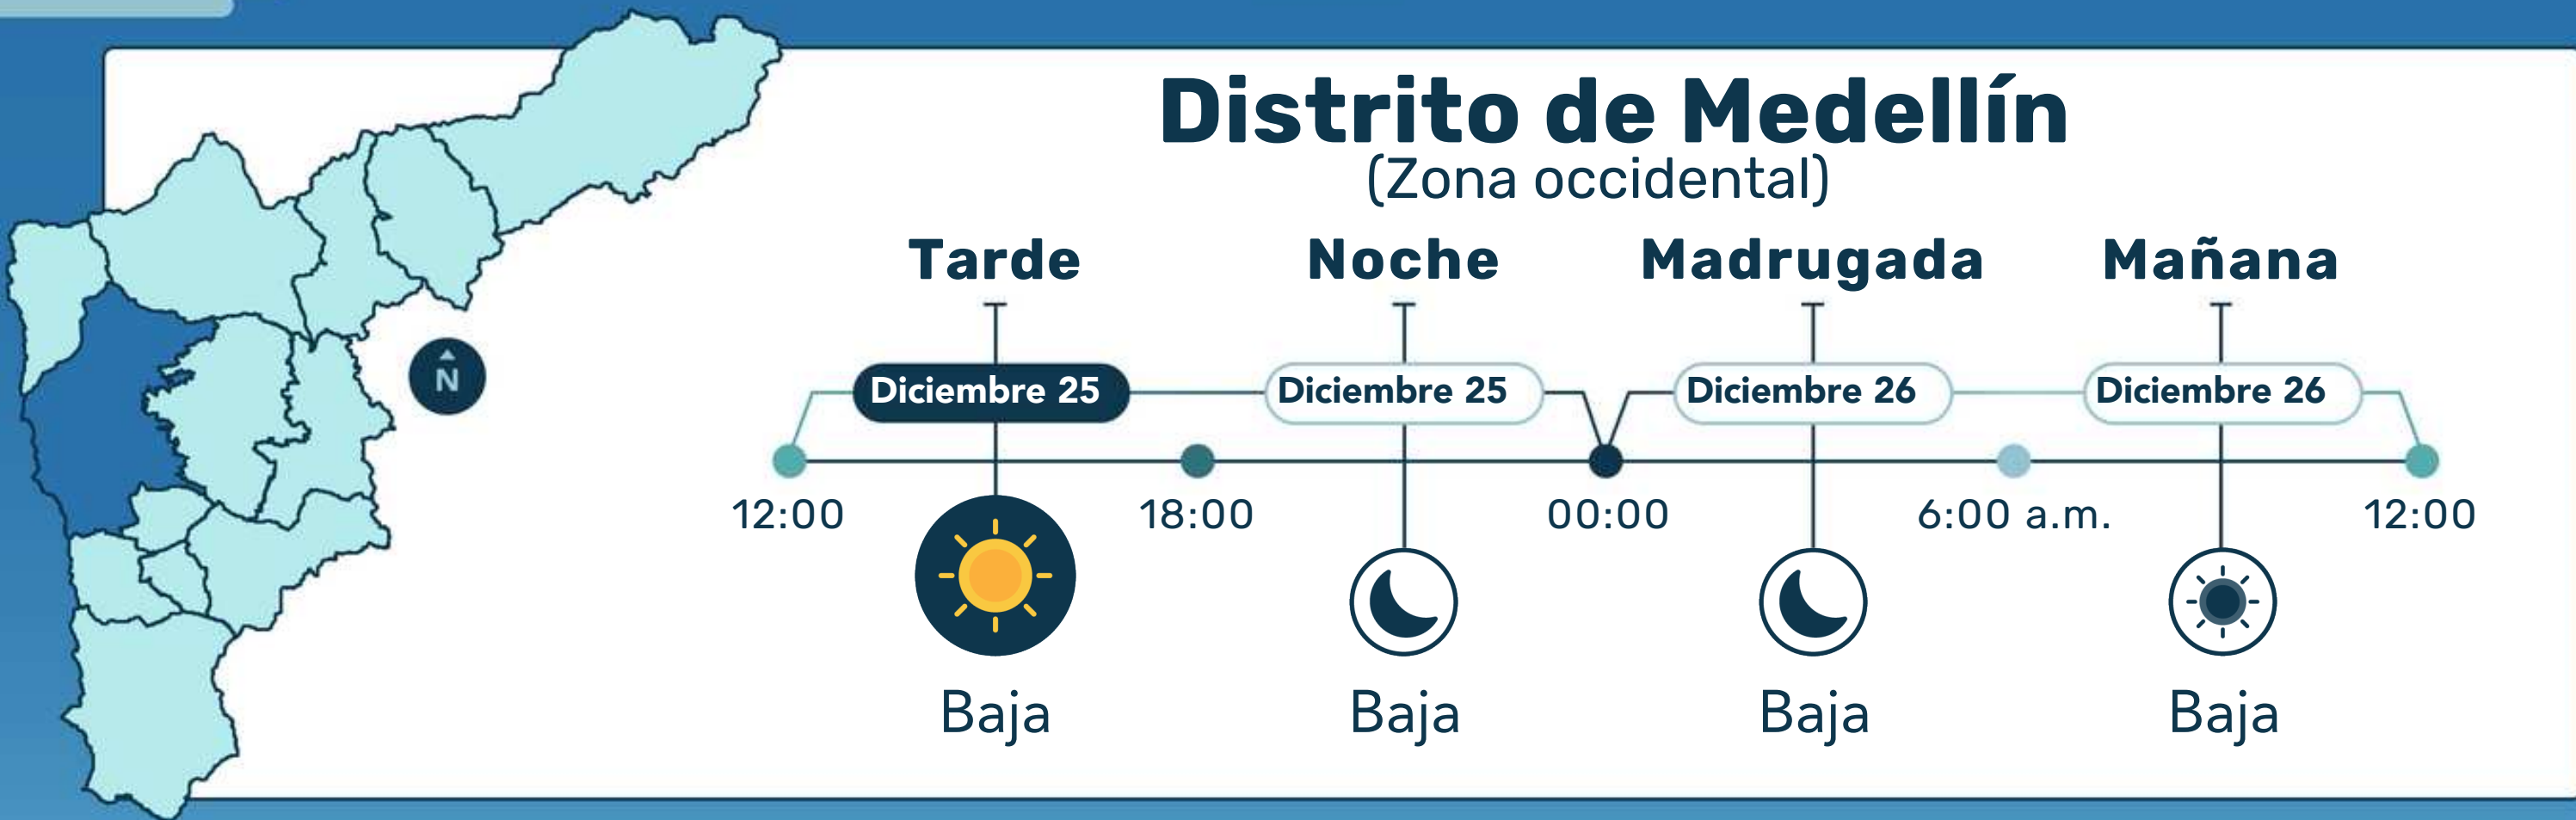 Distrito de Medellín
(Zona occidental)
Tarde Noche Madrugada Mañana
Diciembre 25 Diciembre 25 Diciembre 26 Diciembre 26
N
12:00 18:00 00:00 6:00 a.m. 12:00
Baja Baja Baja Baja